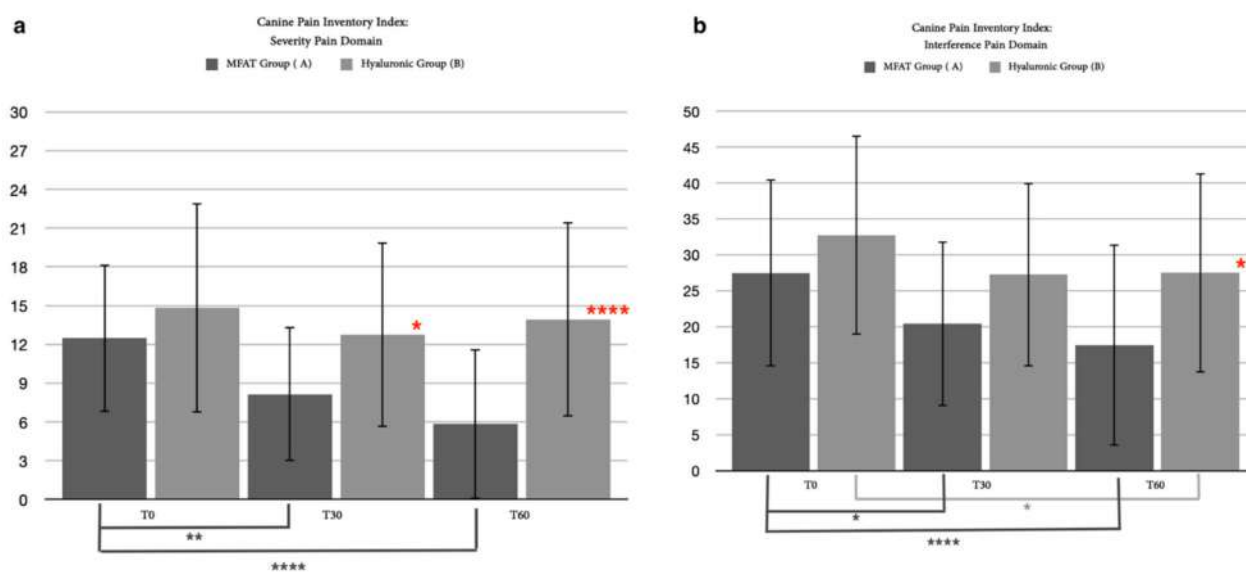 a
Canine Pain Inventory Index:
Severity Pain Domain
MFAT Group ( A) Hyaluronic Group (B)
30
27
24
21
18
15
12
9
6
3
0
*
****
T0 T30 T60
**
****
b
Canine Pain Inventory Index:
Interference Pain Domain
MFAT Group ( A) Hyaluronic Group (B)
50
45
40
35
30
25
20
15
10
5
0
*
T0 T30 T60
* *
****